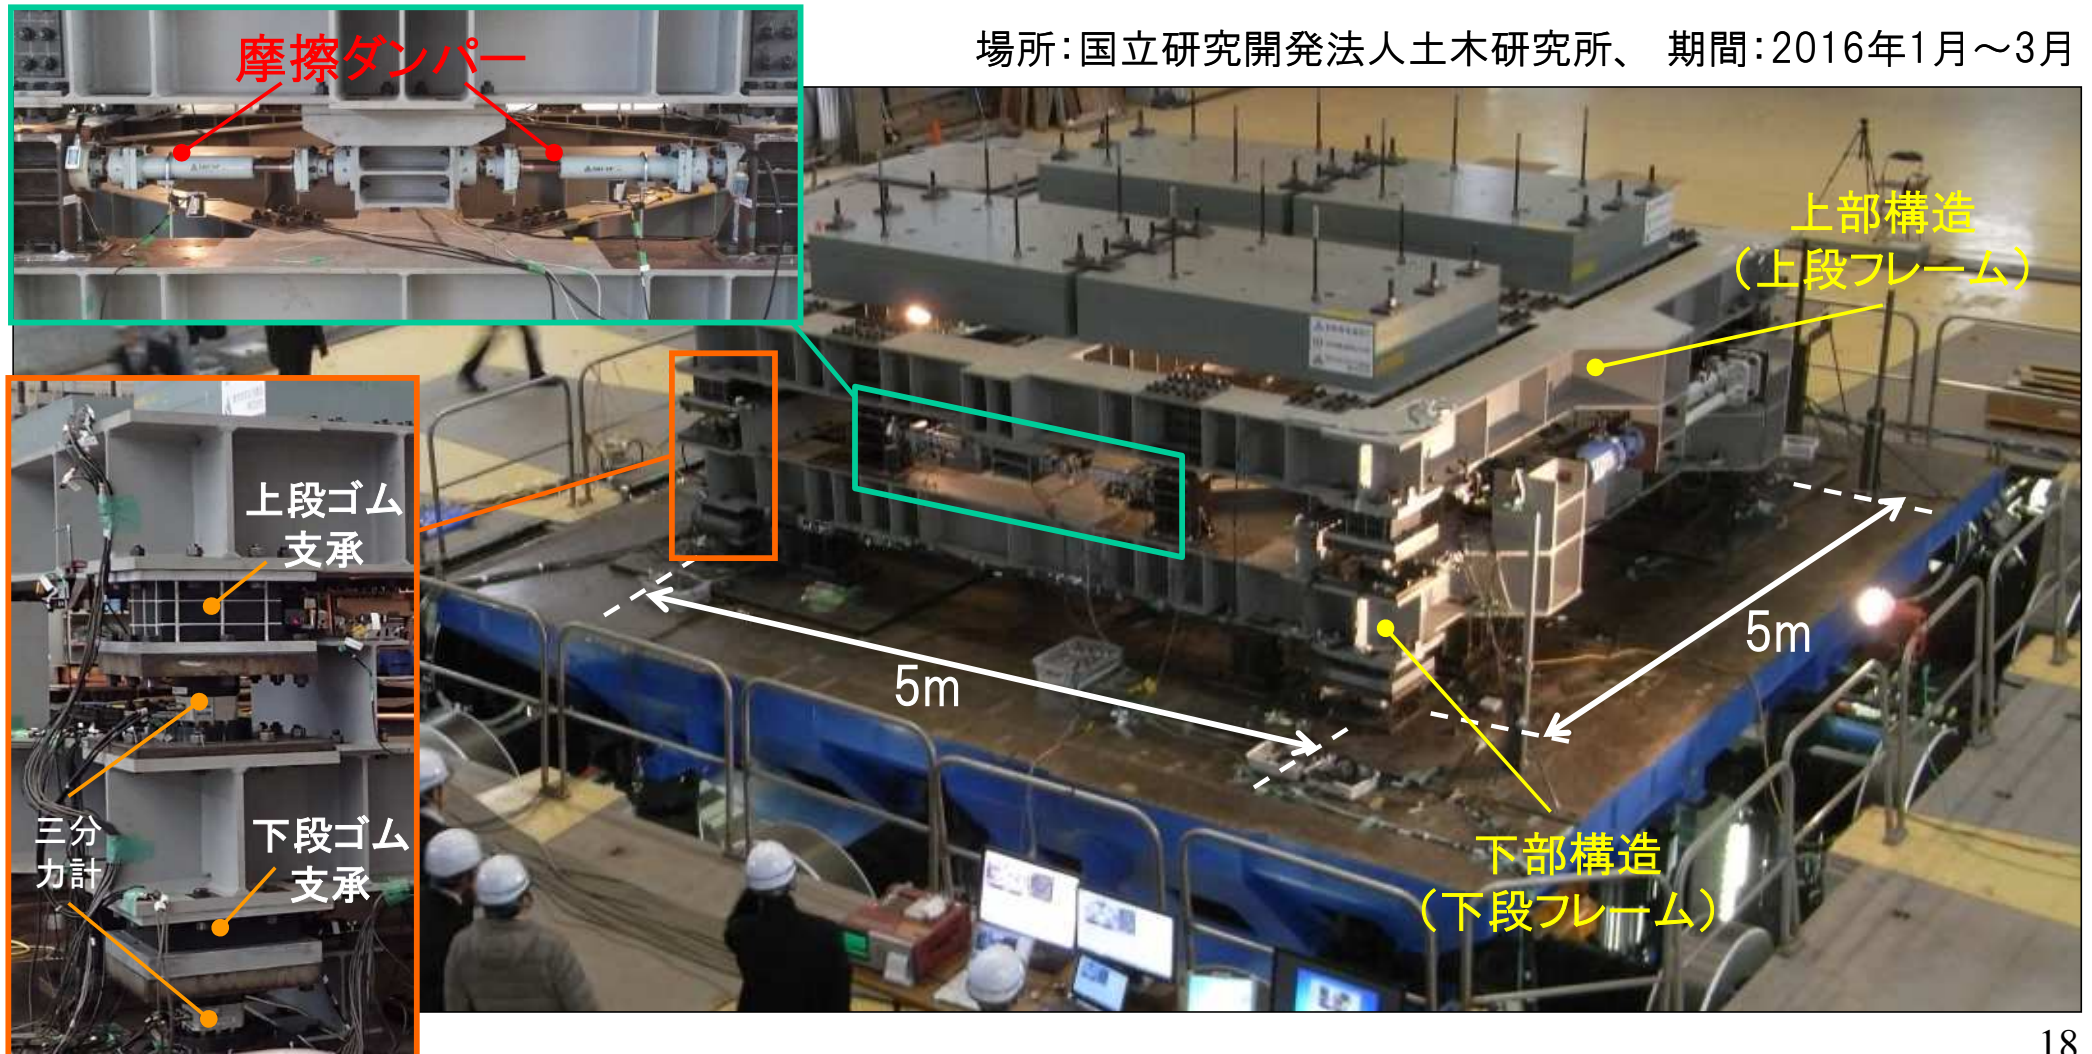 場所：国立研究開発法人土木研究所、 期間：2016年1月～3月
摩擦ダンパー
上部構造
（上段フレーム）
上段ゴム
支承
5m
5m
三分
力計
下段ゴム
支承
下部構造
（下段フレーム）
18